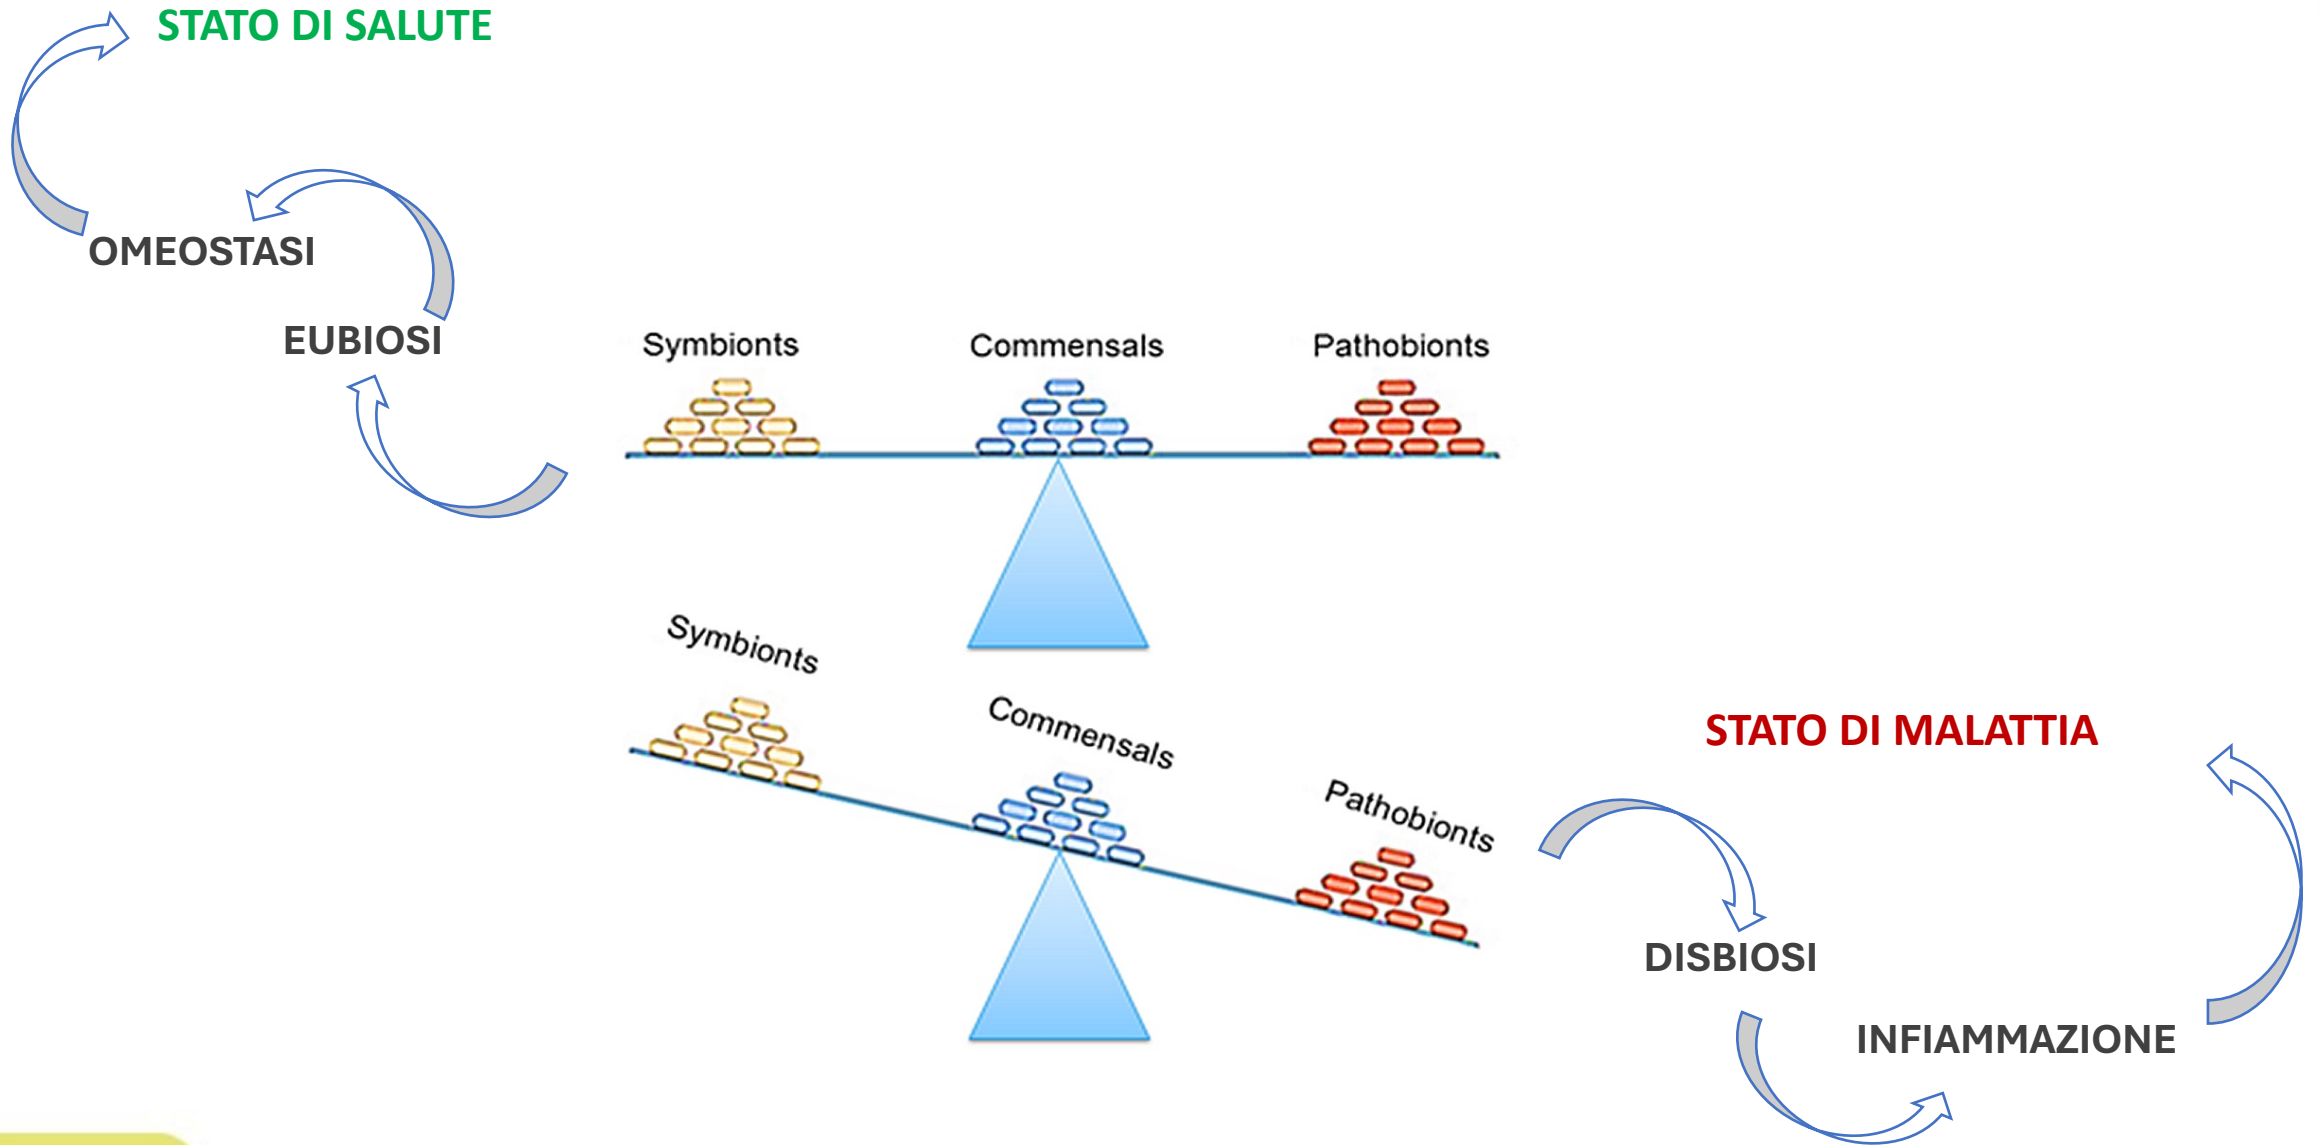 STATO DI SALUTE
OMEOSTASI
EUBIOSI
Symbionts
Commensals
Pathobionts
Symbionts
Commensals
Pathobionts
STATO DI MALATTIA
DISBIOSI
INFIAMMAZIONE